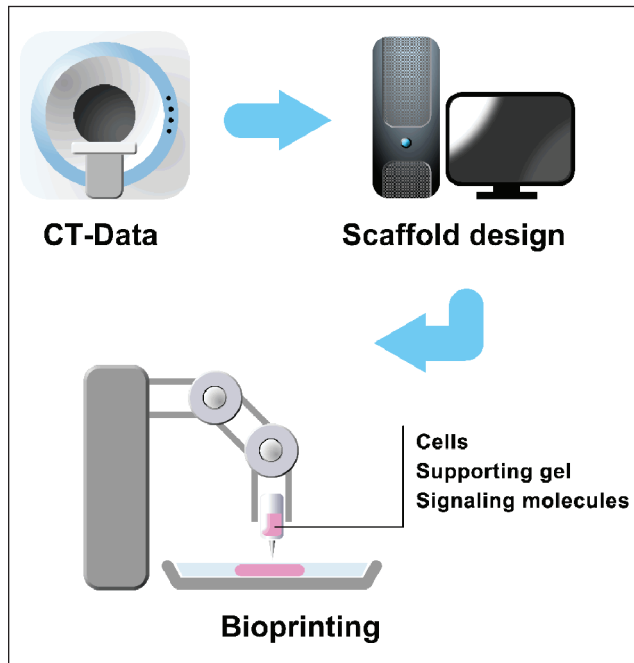 CT-Data
Scaffold design
Cells
Supporting gel
Signaling molecules
Bioprinting